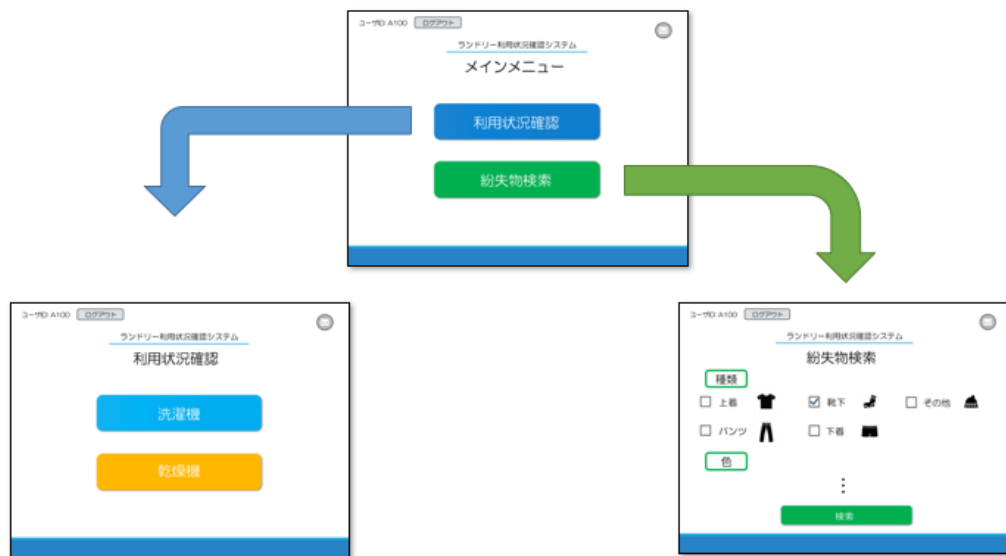 ユーザID A100 ログアウト
ランドリー利用状況確認システム
メインメニュー
利用状況確認
紛失物検索
ユーザID A100 ログアウト
ランドリー利用状況確認システム
利用状況確認
洗濯機
乾燥機
ユーザID A100 ログアウト
ランドリー利用状況確認システム
紛失物検索
種類
上着 靴下 その他
パンツ 下着
色
⋮
検索